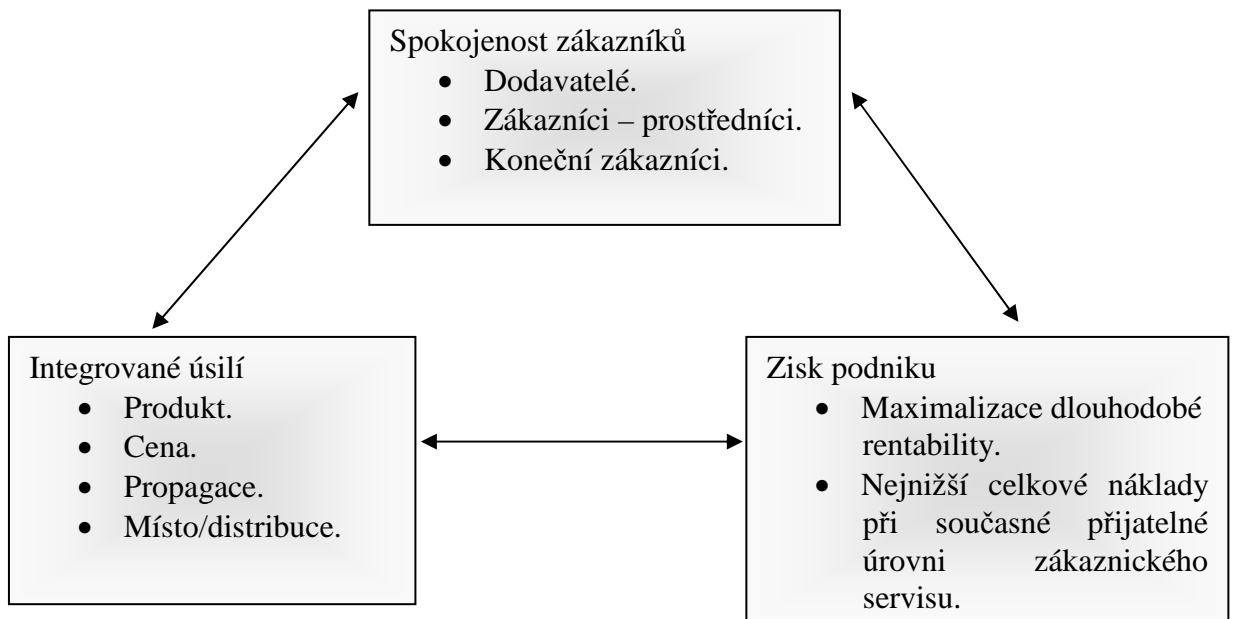 Spokojenost zákazníků
• Dodavatelé.
• Zákazníci – prostředníci.
• Koneční zákazníci.
Integrované úsilí
• Produkt.
• Cena.
• Propagace.
• Místo/distribuce.
Zisk podniku
• Maximalizace dlouhodobé
rentability.
• Nejnižší celkové náklady
při současné přijatelné
úrovni zákaznického
servisu.